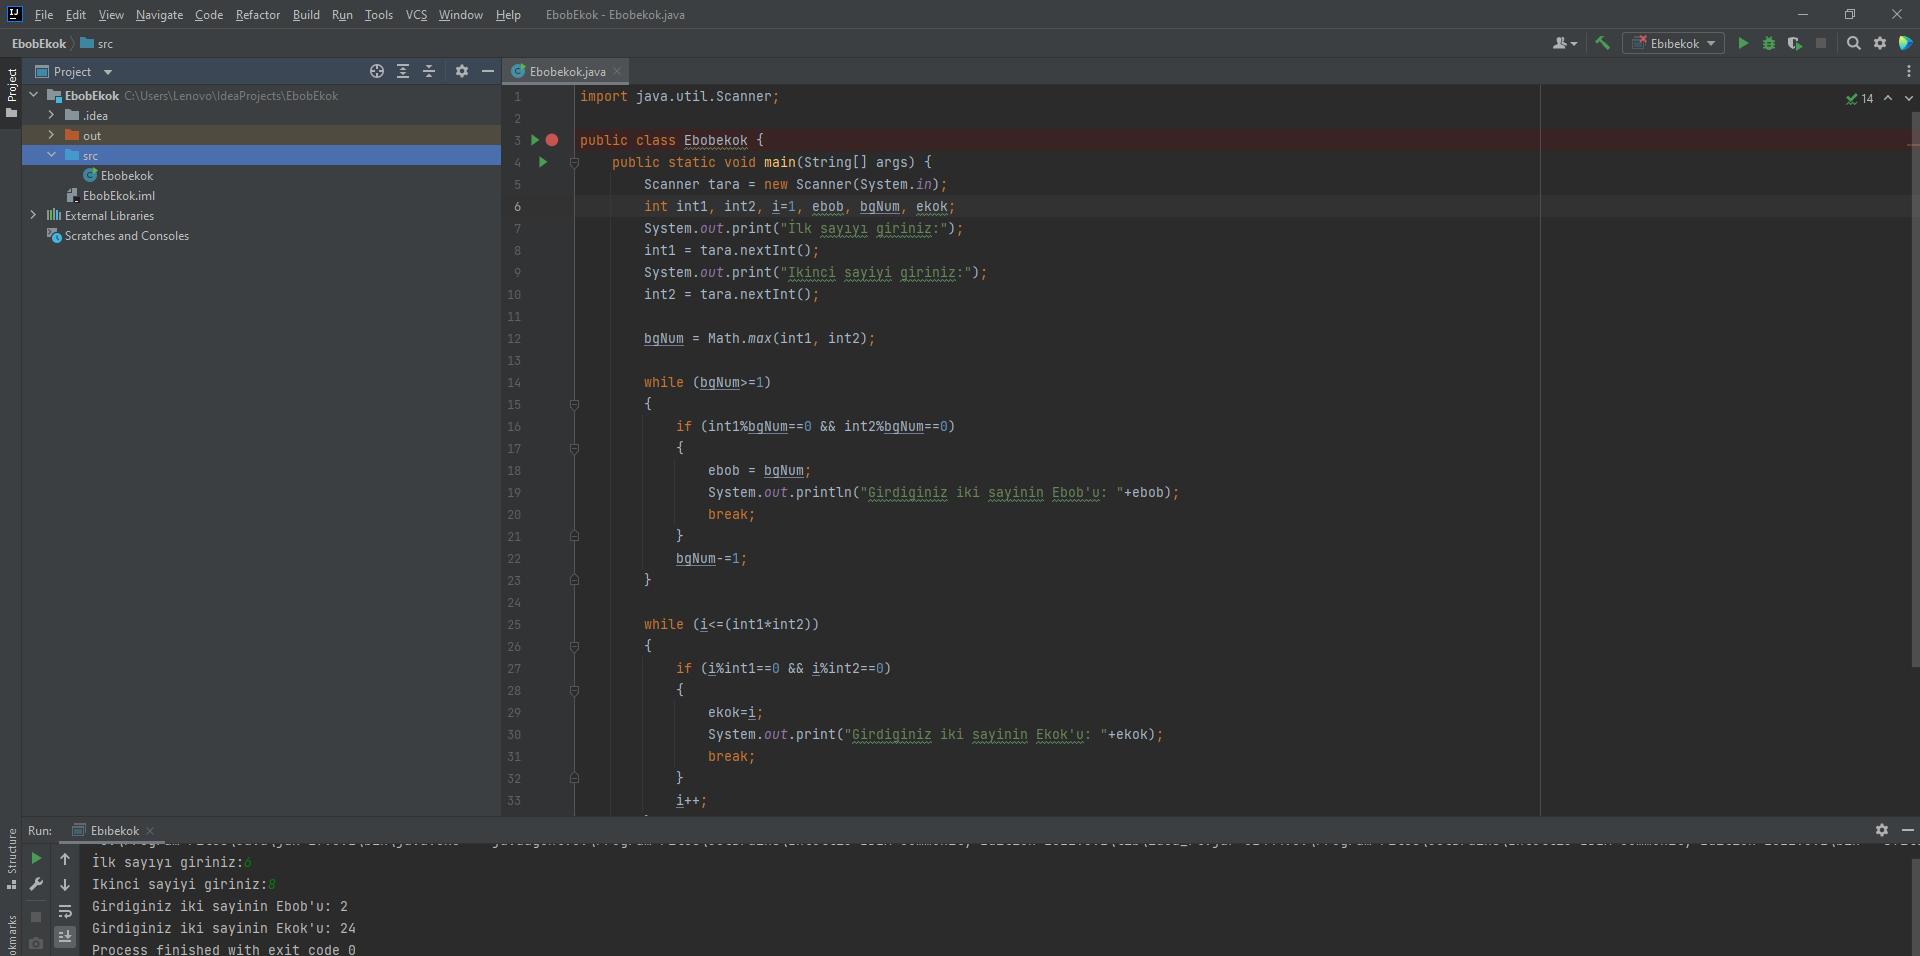 File Edit View Navigate Code Refactor Build Run Tools VCS Window Help EbobEkok - Ebobekok.java
EbobEkok src
Ebıbekok
Project
Project
Ebobekok.java
EbobEkok C:\Users\Lenovo\IdeaProjects\EbobEkok
.idea
out
src
Ebobekok
EbobEkok.iml
External Libraries
Scratches and Consoles
14
1 import java.util.Scanner;
2
3 public class Ebobekok {
4 public static void main(String[] args) {
5 Scanner tara = new Scanner(System.in);
6 int int1, int2, i=1, ebob, bgNum, ekok;
7 System.out.print("İlk sayıyı giriniz:");
8 int1 = tara.nextInt();
9 System.out.print("Ikinci sayiyi giriniz:");
10 int2 = tara.nextInt();
11
12 bgNum = Math.max(int1, int2);
13
14 while (bgNum>=1)
15 {
16 if (int1%bgNum==0 && int2%bgNum==0)
17 {
18 ebob = bgNum;
19 System.out.println("Girdiginiz iki sayinin Ebob'u: "+ebob);
20 break;
21 }
22 bgNum-=1;
23 }
24
25 while (i<=(int1*int2))
26 {
27 if (i%int1==0 && i%int2==0)
28 {
29 ekok=i;
30 System.out.print("Girdiginiz iki sayinin Ekok'u: "+ekok);
31 break;
32 }
33 i++;
Structure
Run: Ebıbekok
İlk sayıyı giriniz:6
Ikinci sayiyi giriniz:8
Girdiginiz iki sayinin Ebob'u: 2
Girdiginiz iki sayinin Ekok'u: 24
Process finished with exit code 0